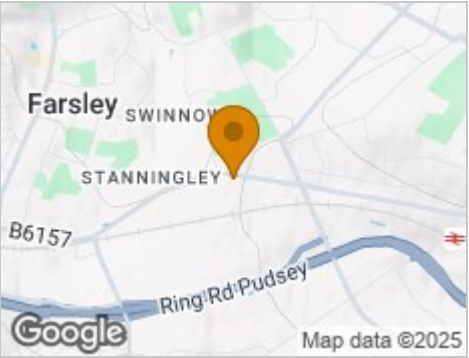 Farsley
SWINNOW
STANNINGLEY
B6157
Ring Rd Pudsey
Google
Map data ©2025